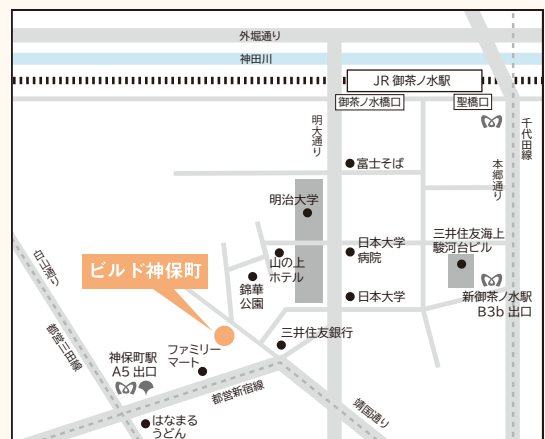 外堀通り
神田川
JR 御茶ノ水駅
御茶ノ水橋口
聖橋口
明大通り
千代田線
本郷通り
富士そば
明治大学
三井住友海上
駿河台ビル
日本大学
病院
山の上
ホテル
白山通り
ビルド神保町
錦華
公園
日本大学
新御茶ノ水駅
B3b 出口
都営三田線
三井住友銀行
ファミリー
マート
神保町駅
A5 出口
都営新宿線
靖国通り
はなまる
うどん